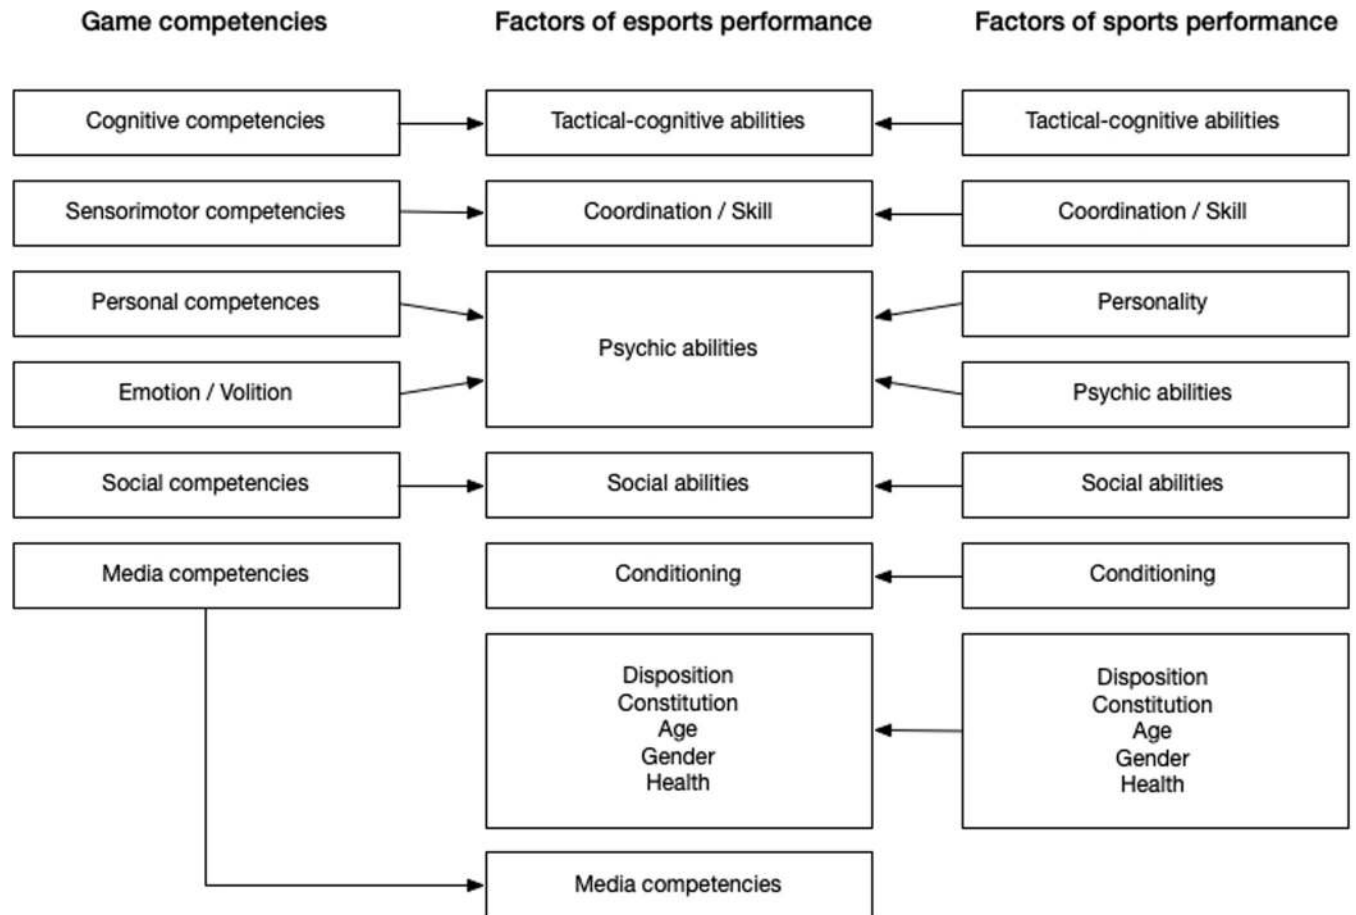 Game competencies
Factors of esports performance
Factors of sports performance
Cognitive competencies
Tactical-cognitive abilities
Tactical-cognitive abilities
Sensorimotor competencies
Coordination / Skill
Coordination / Skill
Personal competences
Psychic abilities
Personality
Emotion / Volition
Psychic abilities
Social competencies
Social abilities
Social abilities
Media competencies
Conditioning
Conditioning
Disposition
Constitution
Age
Gender
Health
Disposition
Constitution
Age
Gender
Health
Media competencies